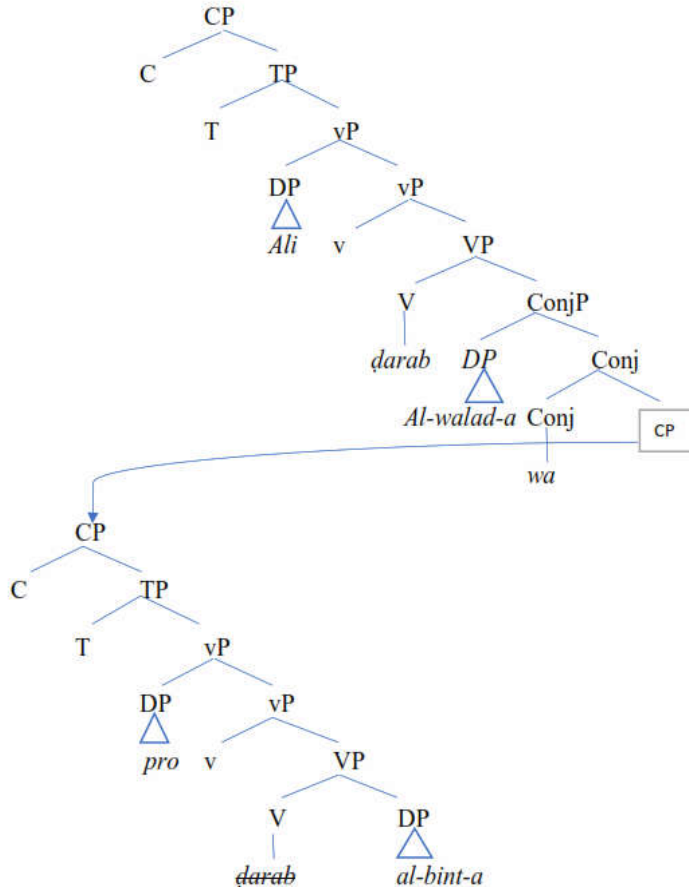 CP
C TP
T vP
DP vP
Ali v VP
V ConjP
ḍarab DP Conj
Al-walad-a Conj CP
wa
CP
C TP
T vP
DP vP
pro v VP
V DP
ḍarab al-bint-a